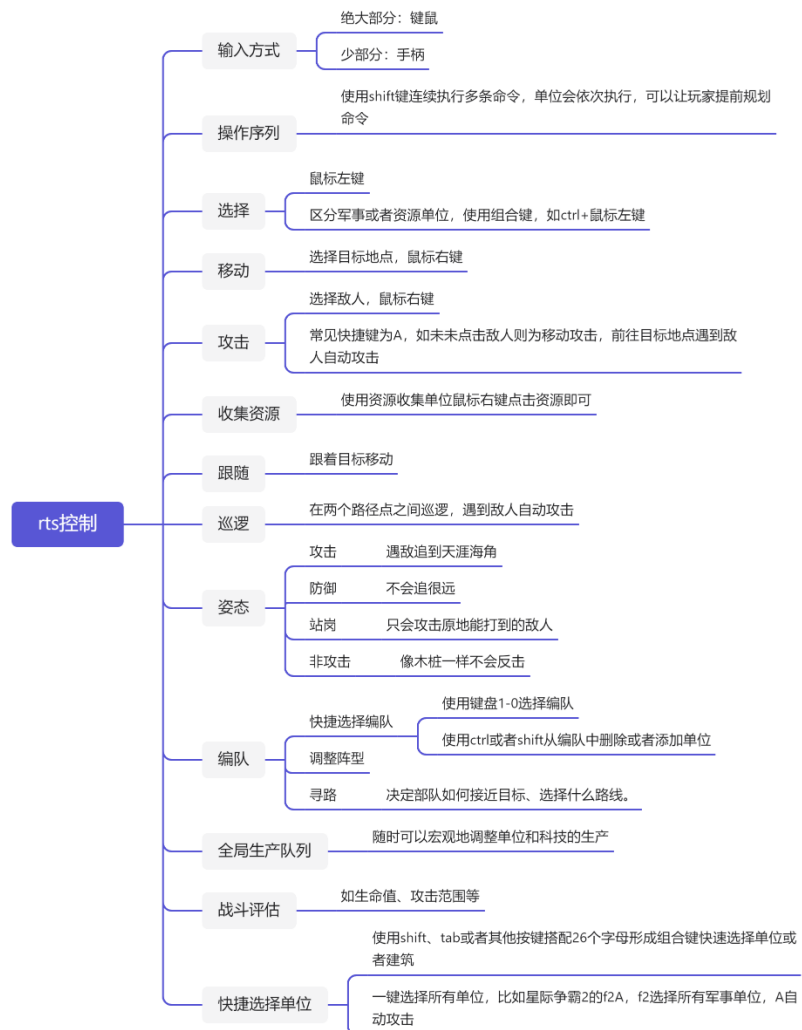 绝大部分：键鼠
输入方式
少部分：手柄
使用shift键连续执行多条命令，单位会依次执行，可以让玩家提前规划
命令
操作序列
鼠标左键
选择
区分军事或者资源单位，使用组合键，如ctrl+鼠标左键
移动
选择目标地点，鼠标右键
选择敌人，鼠标右键
攻击
常见快捷键为A，如未未点击敌人则为移动攻击，前往目标地点遇到敌
人自动攻击
收集资源
使用资源收集单位鼠标右键点击资源即可
跟随
跟着目标移动
rts控制
巡逻
在两个路径点之间巡逻，遇到敌人自动攻击
姿态
攻击 遇敌追到天涯海角
防御 不会追很远
站岗 只会攻击原地能打到的敌人
非攻击 像木桩一样不会反击
编队
快捷选择编队
使用键盘1-0选择编队
使用ctrl或者shift从编队中删除或者添加单位
调整阵型
寻路 决定部队如何接近目标、选择什么路线。
全局生产队列
随时可以宏观地调整单位和科技的生产
战斗评估
如生命值、攻击范围等
快捷选择单位
使用shift、tab或者其他按键搭配26个字母形成组合键快速选择单位或
者建筑
一键选择所有单位，比如星际争霸2的f2A，f2选择所有军事单位，A自
动攻击